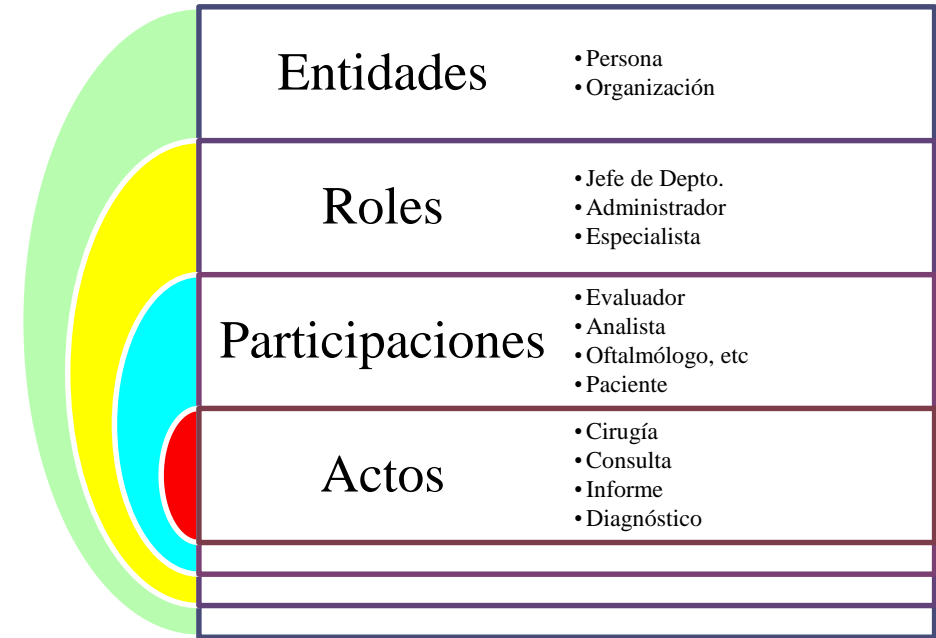 Entidades
• Persona
• Organización
Roles
• Jefe de Depto.
• Administrador
• Especialista
Participaciones
• Evaluador
• Analista
• Oftalmólogo, etc
• Paciente
Actos
• Cirugía
• Consulta
• Informe
• Diagnóstico